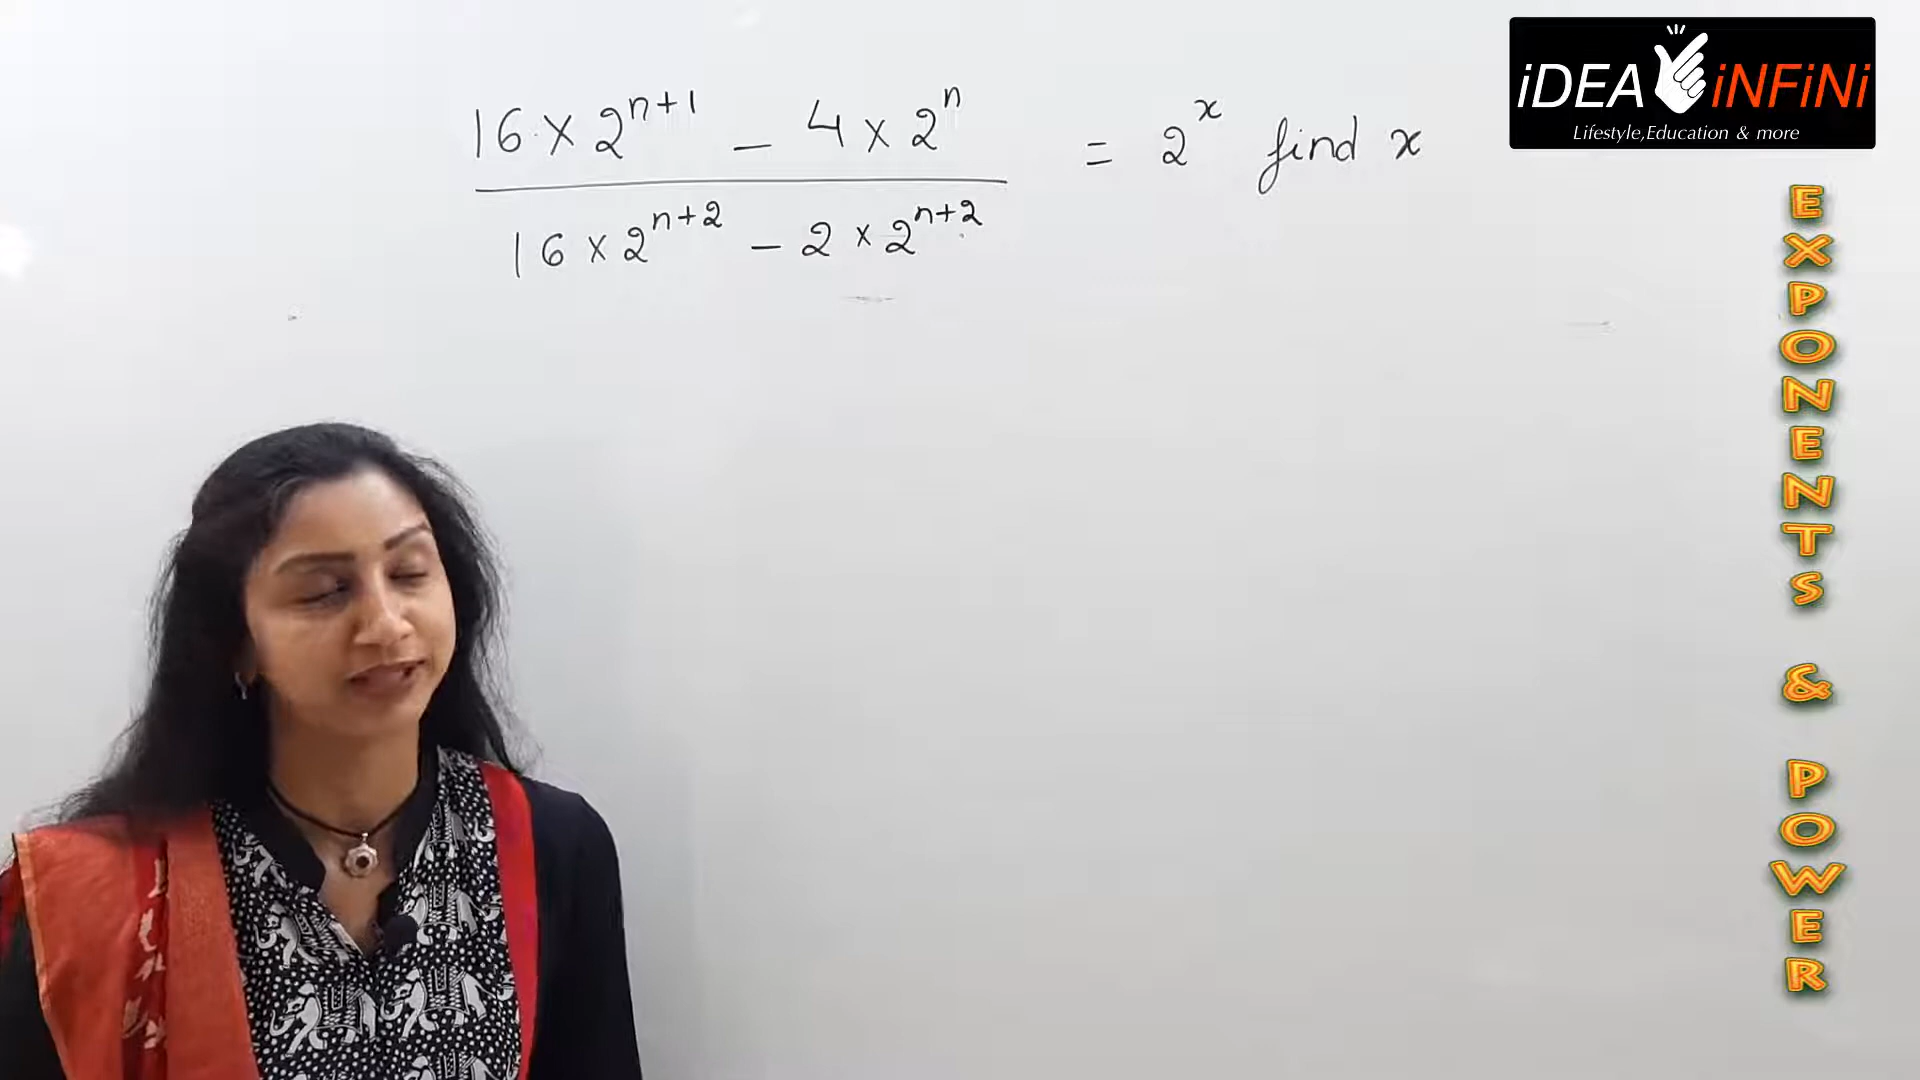 16 × 2^{n+1} - 4 × 2^n
———
16 × 2^{n+2} - 2 × 2^{n+2}
= 2^x find x
iDEA iNFiNi
Lifestyle,Education & more
EXPONENTS & POWER